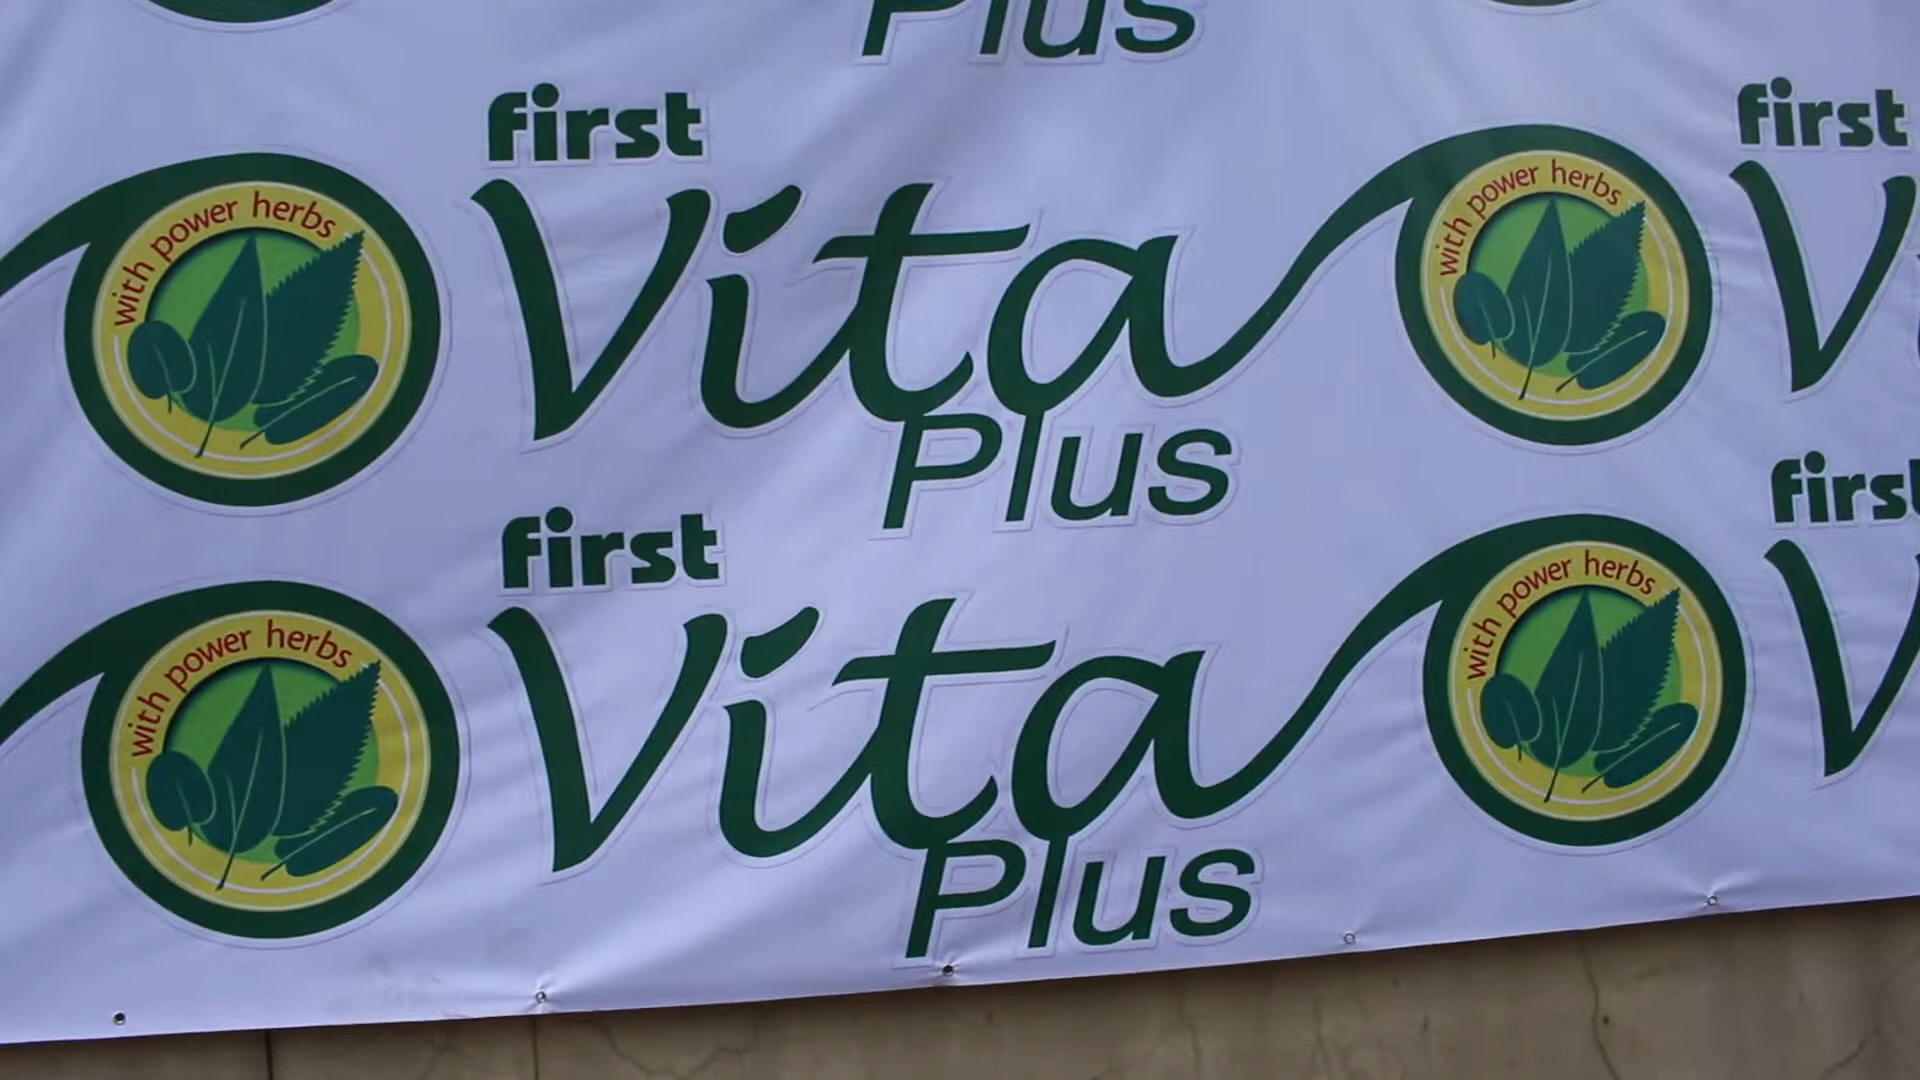 Plus
first
with power herbs
Vita
Plus
with power herbs
first
V
first
with power herbs
Vita
Plus
with power herbs
first
V